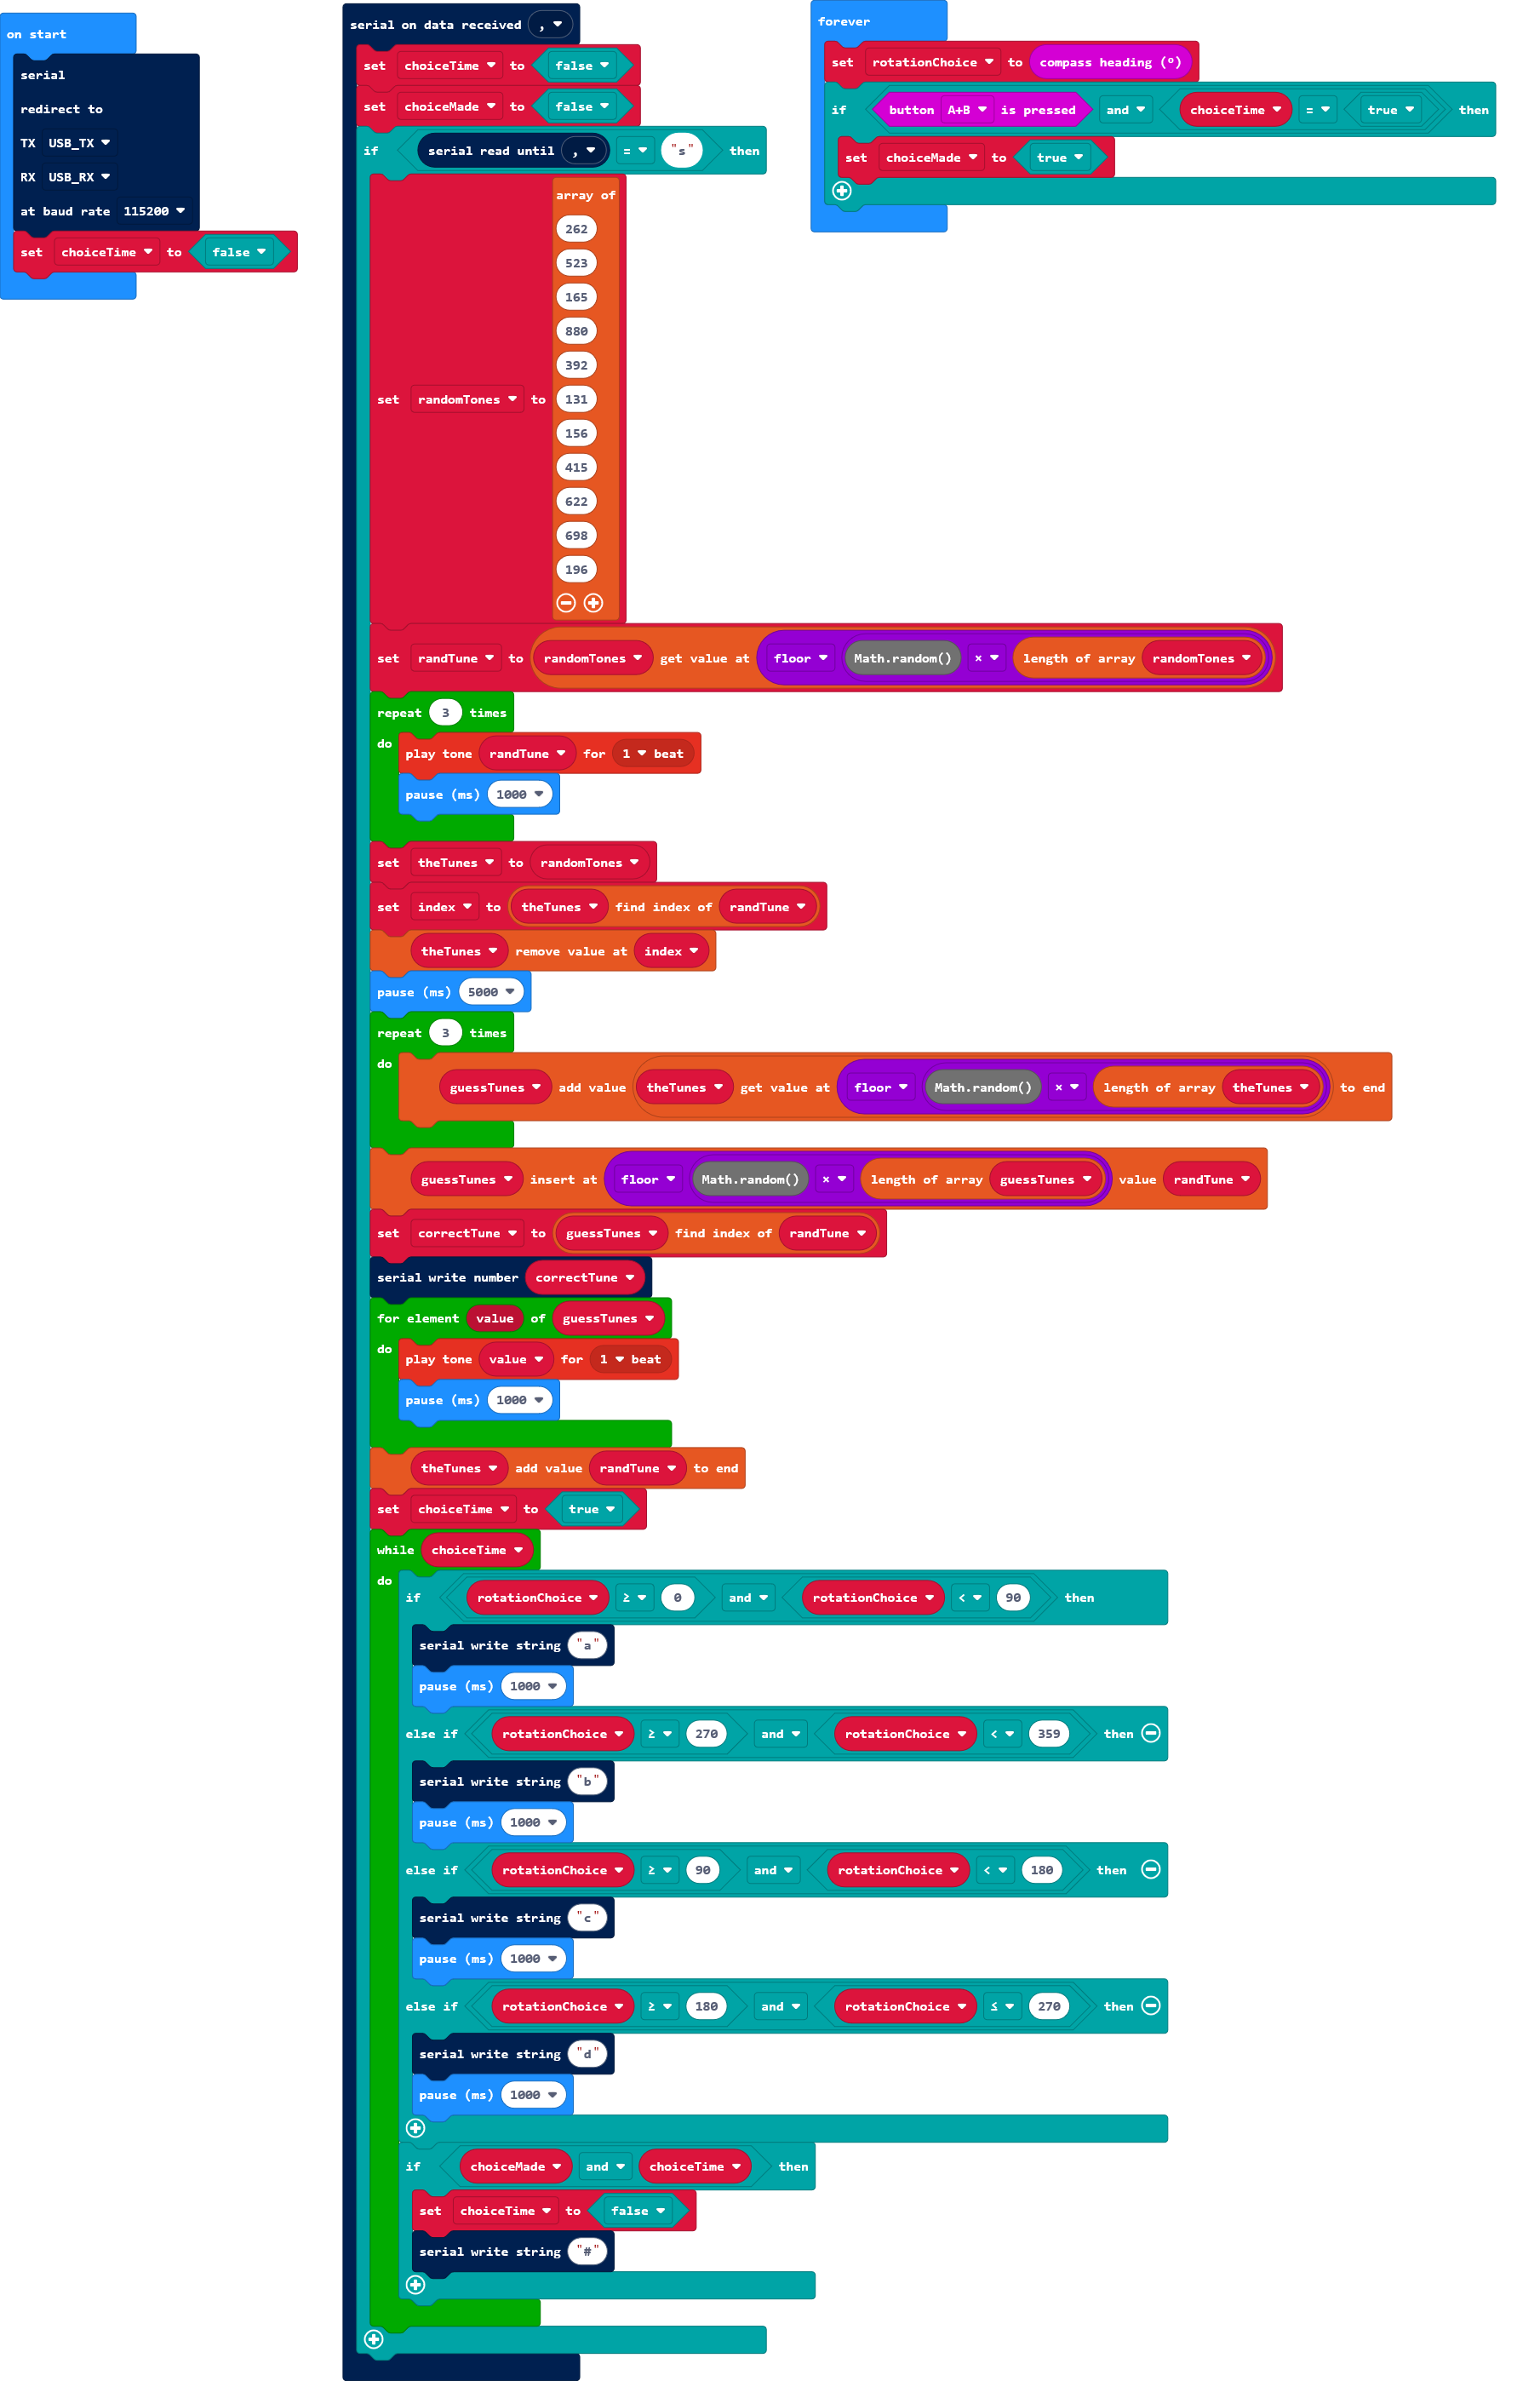 on start
serial
redirect to
TX USB_TX
RX USB_RX
at baud rate 115200
set choiceTime to false
serial on data received ,
set choiceTime to false
set choiceMade to false
if serial read until , = "s" then
array of
262
523
165
880
392
131
156
415
622
698
196
set randomTones to
set randTune to randomTones get value at floor Math.random() × length of array randomTones
repeat 3 times
do play tone randTune for 1 beat
pause (ms) 1000
set theTunes to randomTones
set index to theTunes find index of randTune
theTunes remove value at index
pause (ms) 5000
repeat 3 times
do guessTunes add value theTunes get value at floor Math.random() × length of array theTunes to end
guessTunes insert at floor Math.random() × length of array guessTunes value randTune
set correctTune to guessTunes find index of randTune
serial write number correctTune
for element value of guessTunes
do play tone value for 1 beat
pause (ms) 1000
theTunes add value randTune to end
set choiceTime to true
while choiceTime
do if rotationChoice ≥ 0 and rotationChoice < 90 then
serial write string "a"
pause (ms) 1000
else if rotationChoice ≥ 270 and rotationChoice < 359 then
serial write string "b"
pause (ms) 1000
else if rotationChoice ≥ 90 and rotationChoice < 180 then
serial write string "c"
pause (ms) 1000
else if rotationChoice ≥ 180 and rotationChoice ≤ 270 then
serial write string "d"
pause (ms) 1000
if choiceMade and choiceTime then
set choiceTime to false
serial write string "#"
forever
set rotationChoice to compass heading (°)
if button A+B is pressed and choiceTime = true then
set choiceMade to true